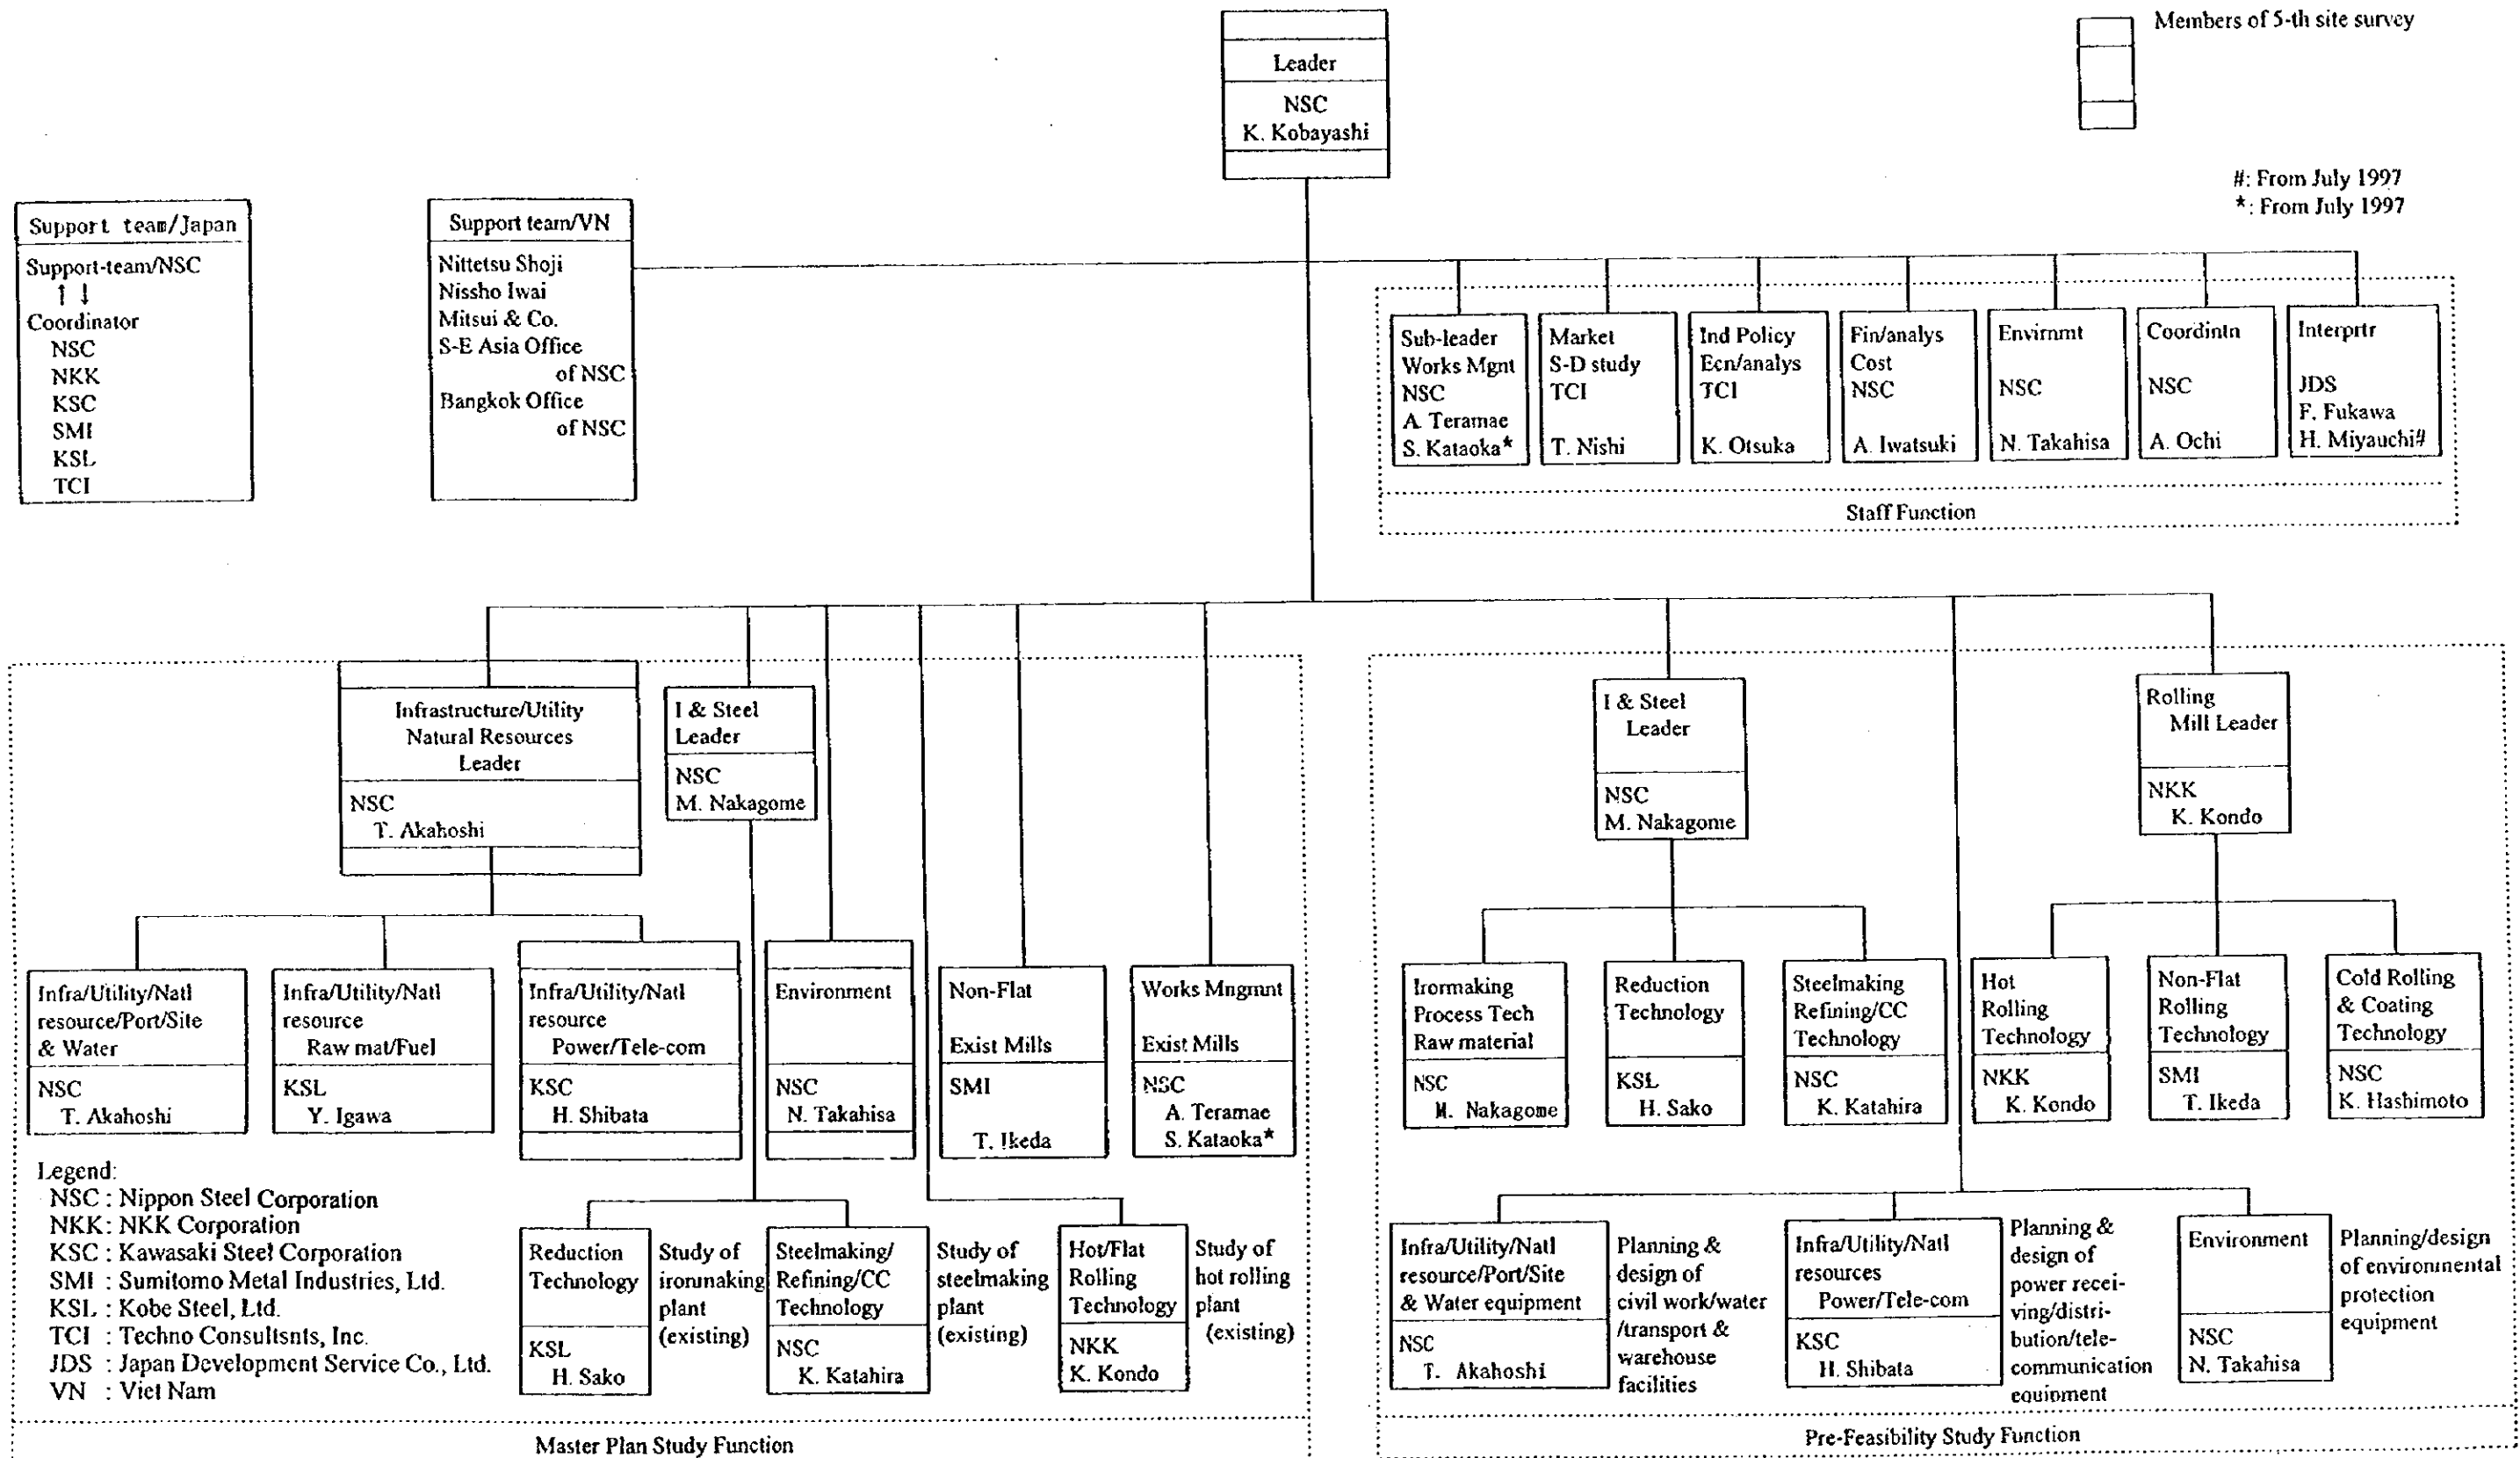 Members of 5-th site survey
Leader
NSC
K. Kobayashi
#: From July 1997
*: From July 1997
Support team/Japan
Support-team/NSC
↑ ↓
Coordinator
NSC
NKK
KSC
SMI
KSL
TCI
Support team/VN
Nittetsu Shoji
Nissho Iwai
Mitsui & Co.
S-E Asia Office
of NSC
Bangkok Office
of NSC
Sub-leader
Works Mgnt
NSC
A. Teramae
S. Kataoka*
Market
S-D study
TCI
T. Nishi
Ind Policy
Ecn/analys
TCI
K. Otsuka
Fin/analys
Cost
NSC
A. Iwatsuki
Envirnmt
NSC
N. Takahisa
Coordintn
NSC
A. Ochi
Interprtr
JDS
F. Fukawa
H. Miyauchi#
Staff Function
Infrastructure/Utility
Natural Resources
Leader
NSC
T. Akahoshi
I & Steel
Leader
NSC
M. Nakagome
I & Steel
Leader
NSC
M. Nakagome
Rolling
Mill Leader
NKK
K. Kondo
Infra/Utility/Natl
resource/Port/Site
& Water
NSC
T. Akahoshi
Infra/Utility/Natl
resource
Raw mat/Fuel
KSL
Y. Igawa
Infra/Utility/Natl
resource
Power/Tele-com
KSC
H. Shibata
Environment
NSC
N. Takahisa
Non-Flat
Exist Mills
SMI
T. Ikeda
Works Mngmnt
Exist Mills
NSC
A. Teramae
S. Kataoka*
Irormaking
Process Tech
Raw material
NSC
M. Nakagome
Reduction
Technology
KSL
H. Sako
Steelmaking
Refining/CC
Technology
NSC
K. Katahira
Hot
Rolling
Technology
NKK
K. Kondo
Non-Flat
Rolling
Technology
SMI
T. Ikeda
Cold Rolling
& Coating
Technology
NSC
K. Hashimoto
Legend:
NSC : Nippon Steel Corporation
NKK : NKK Corporation
KSC : Kawasaki Steel Corporation
SMI : Sumitomo Metal Industries, Ltd.
KSL : Kobe Steel, Ltd.
TCI : Techno Consultsnts, Inc.
JDS : Japan Development Service Co., Ltd.
VN : Viet Nam
Reduction
Technology
KSL
H. Sako
Study of
ironmaking
plant
(existing)
Steelmaking/
Refining/CC
Technology
NSC
K. Katahira
Study of
steelmaking
plant
(existing)
Hot/Flat
Rolling
Technology
NKK
K. Kondo
Study of
hot rolling
plant
(existing)
Master Plan Study Function
Infra/Utility/Natl
resource/Port/Site
& Water equipment
NSC
T. Akahoshi
Planning &
design of
civil work/water
/transport &
warehouse
facilities
Infra/Utility/Natl
resources
Power/Tele-com
KSC
H. Shibata
Planning &
design of
power recei-
ving/distri-
bution/tele-
communication
equipment
Environment
NSC
N. Takahisa
Planning/design
of environmental
protection
equipment
Pre-Feasibility Study Function